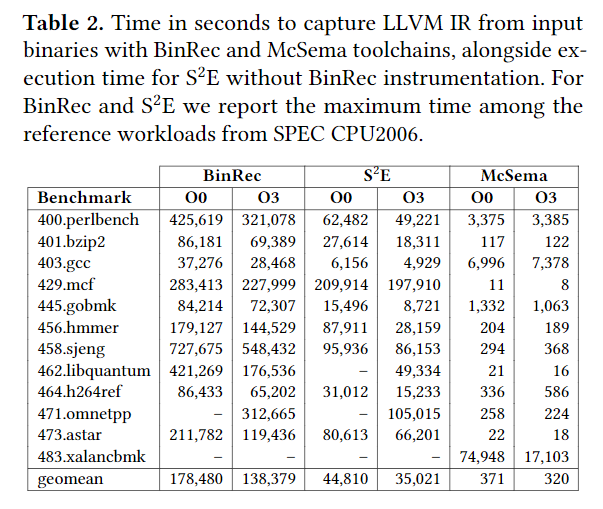 Table 2. Time in seconds to capture LLVM IR from input
binaries with BinRec and McSema toolchains, alongside ex-
ecution time for S²E without BinRec instrumentation. For
BinRec and S²E we report the maximum time among the
reference workloads from SPEC CPU2006.
BinRec S²E McSema
Benchmark O0 O3 O0 O3 O0 O3
400.perlbench 425,619 321,078 62,482 49,221 3,375 3,385
401.bzip2 86,181 69,389 27,614 18,311 117 122
403.gcc 37,276 28,468 6,156 4,929 6,996 7,378
429.mcf 283,413 227,999 209,914 197,910 11 8
445.gobmk 84,214 72,307 15,496 8,721 1,332 1,063
456.hmmer 179,127 144,529 87,911 28,159 204 189
458.sjeng 727,675 548,432 95,936 86,153 294 368
462.libquantum 421,269 176,536 – 49,334 21 16
464.h264ref 86,433 65,202 31,012 15,233 336 586
471.omnetpp – 312,665 – 105,015 258 224
473.astar 211,782 119,436 80,613 66,201 22 18
483.xalancbmk – – – – 74,948 17,103
geomean 178,480 138,379 44,810 35,021 371 320